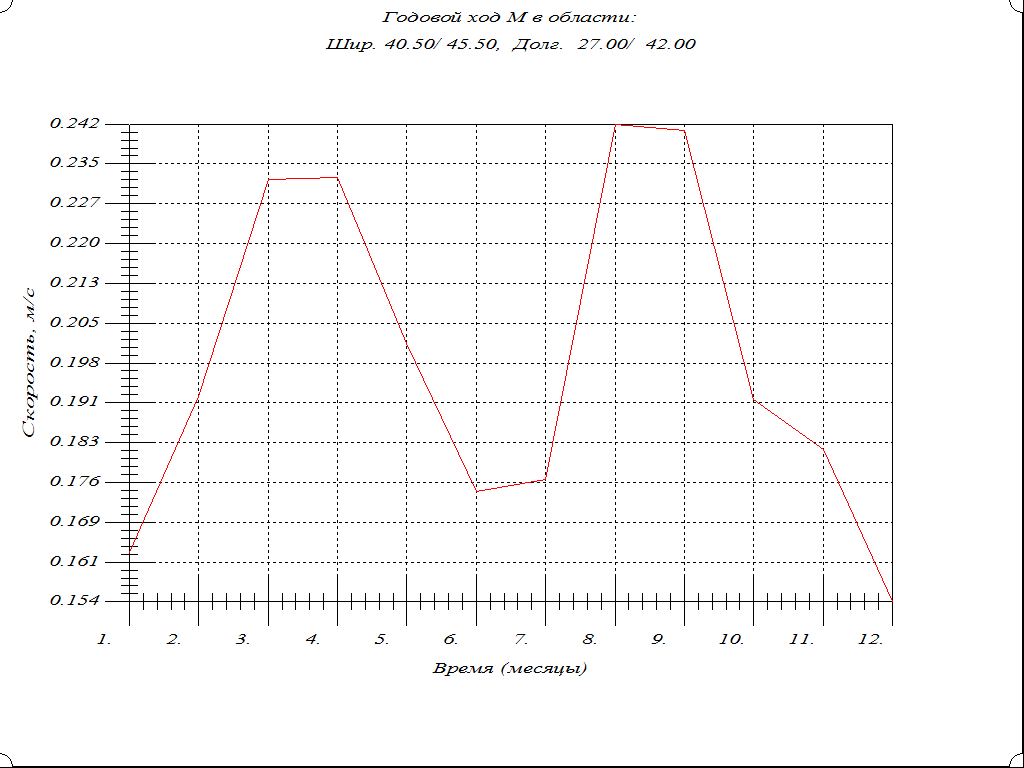 Годовой ход М в области:
Шир. 40.50/ 45.50, Долг. 27.00/ 42.00
0.242
0.235
0.227
0.220
0.213
0.205
0.198
0.191
0.183
0.176
0.169
0.161
0.154
Скорость, м/с
1. 2. 3. 4. 5. 6. 7. 8. 9. 10. 11. 12.
Время (месяцы)